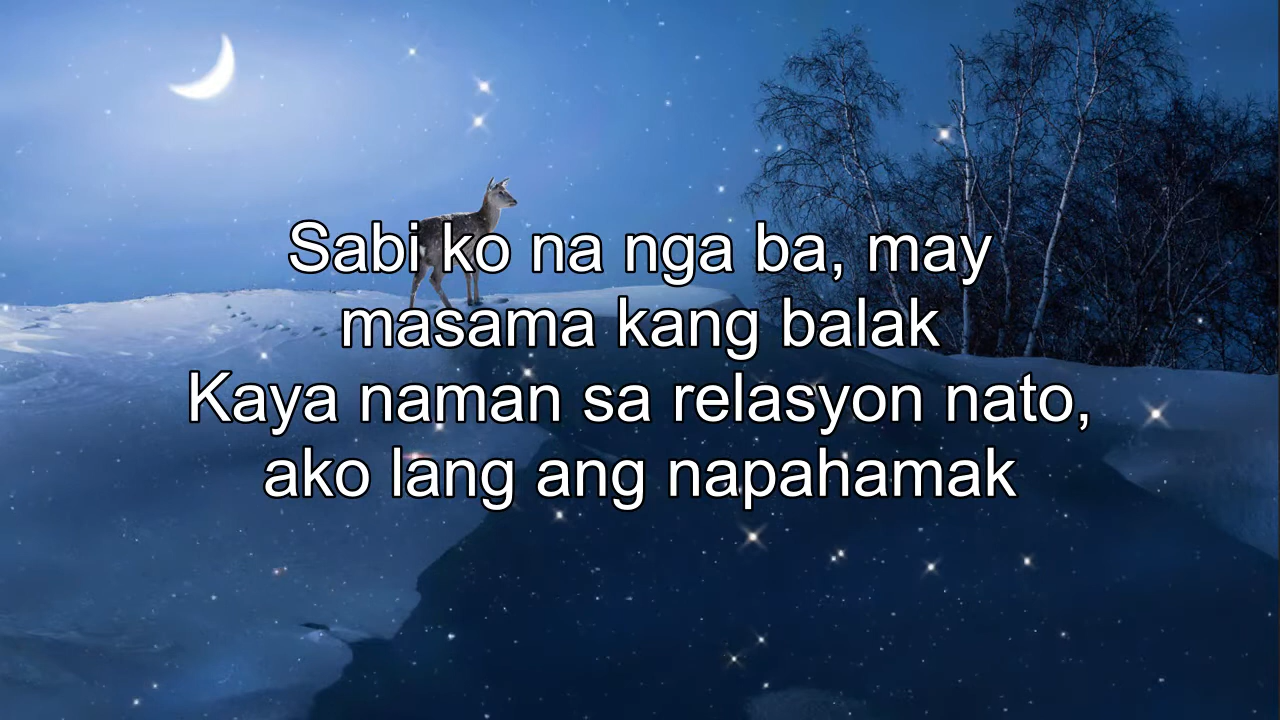 Sabi ko na nga ba, may
masama kang balak
Kaya naman sa relasyon nato,
ako lang ang napahamak